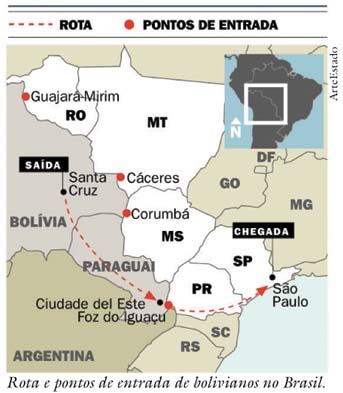 ROTA
PONTOS DE ENTRADA
ArteEstado
Guajará-Mirim
RO
MT
N
DF
SAÍDA
Santa
Cruz
Cáceres
GO
MG
BOLÍVIA
Corumbá
MS
CHEGADA
PARAGUAI
SP
Ciudade del Este
Foz do Iguaçu
PR
São
Paulo
SC
RS
ARGENTINA
Rota e pontos de entrada de bolivianos no Brasil.